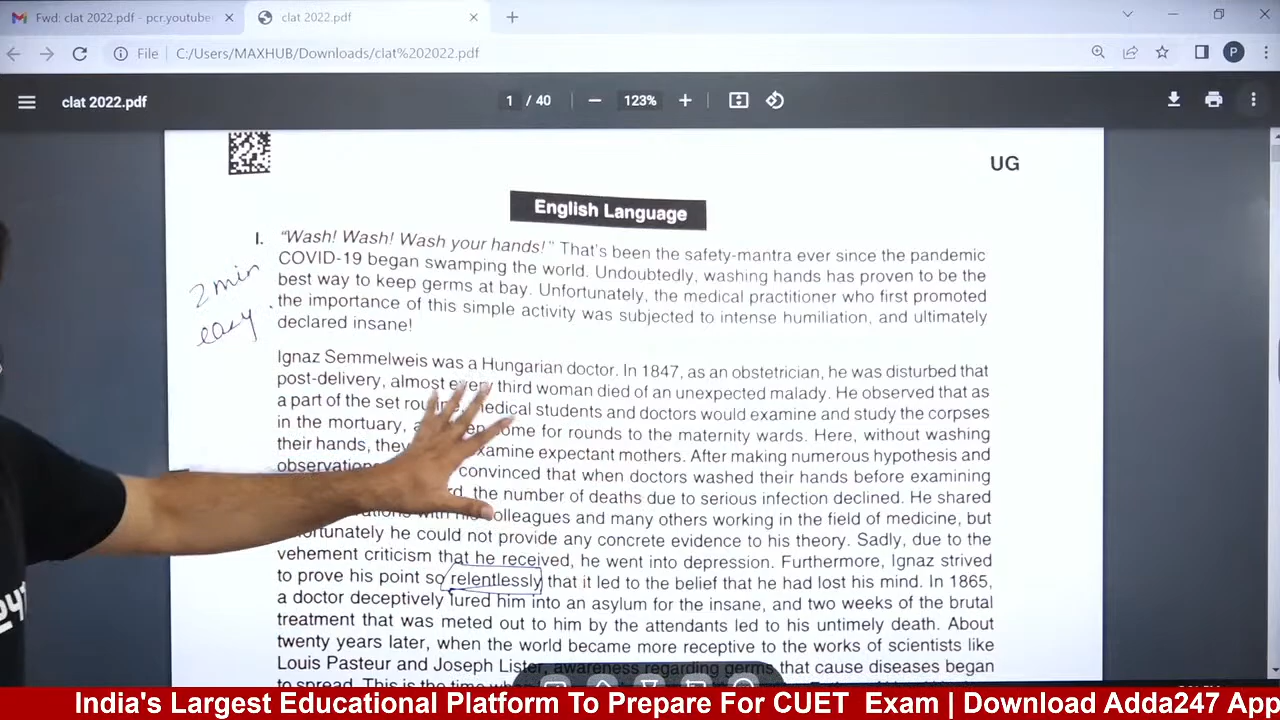 Fwd: clat 2022.pdf - pcr.youtube
clat 2022.pdf
File C:/Users/MAXHUB/Downloads/clat%202022.pdf
clat 2022.pdf
1 / 40
123%
UG
English Language
I. "Wash! Wash! Wash your hands!" That's been the safety-mantra ever since the pandemic
COVID-19 began swamping the world. Undoubtedly, washing hands has proven to be the
2 min
best way to keep germs at bay. Unfortunately, the medical practitioner who first promoted
easy
the importance of this simple activity was subjected to intense humiliation, and ultimately
declared insane!
Ignaz Semmelweis was a Hungarian doctor. In 1847, as an obstetrician, he was disturbed that
post-delivery, almost every third woman died of an unexpected malady. He observed that as
a part of the set medical students and doctors would examine and study the corpses
in the mortuary, for rounds to the maternity wards. Here, without washing
their hands, they examine expectant mothers. After making numerous hypothesis and
convinced that when doctors washed their hands before examining
the number of deaths due to serious infection declined. He shared
colleagues and many others working in the field of medicine, but
he could not provide any concrete evidence to his theory. Sadly, due to the
vehement criticism that he received, he went into depression. Furthermore, Ignaz strived
to prove his point so relentlessly that it led to the belief that he had lost his mind. In 1865,
a doctor deceptively lured him into an asylum for the insane, and two weeks of the brutal
treatment that was meted out to him by the attendants led to his untimely death. About
twenty years later, when the world became more receptive to the works of scientists like
Louis Pasteur and Joseph Lister, awareness regarding germs that cause diseases began
to spread. This is the time
India's Largest Educational Platform To Prepare For CUET Exam | Download Adda247 App